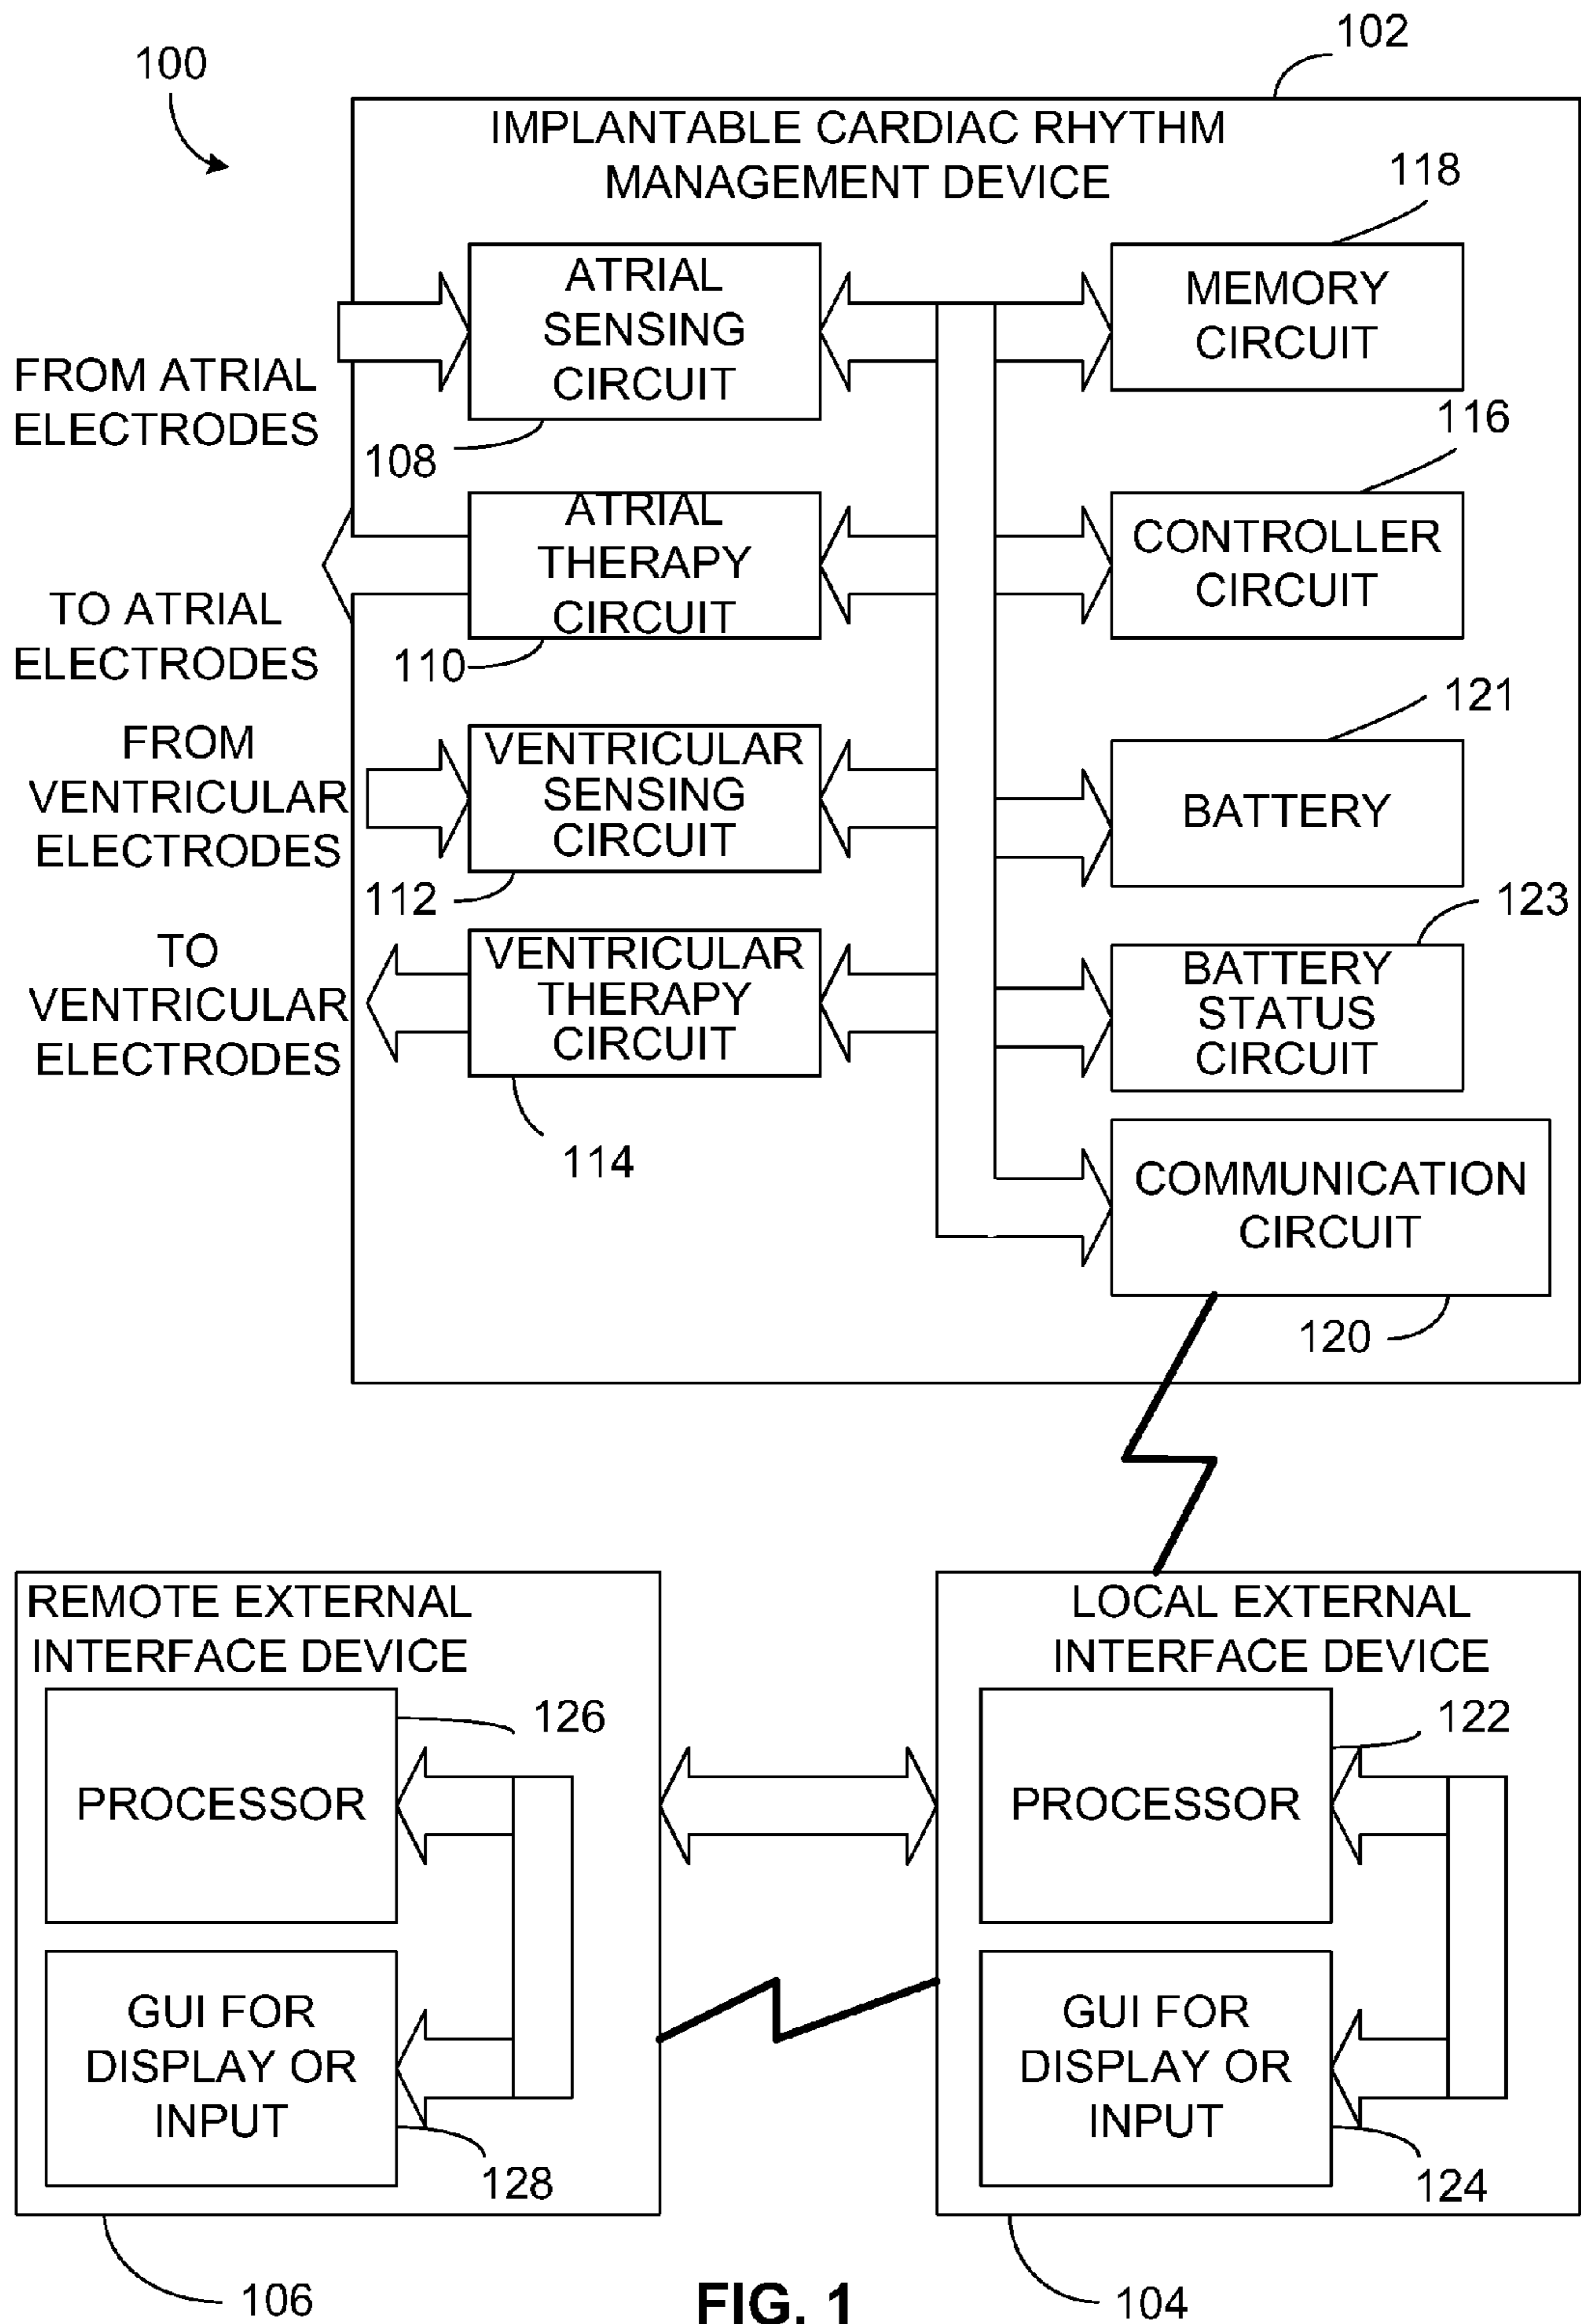 100
102
IMPLANTABLE CARDIAC RHYTHM
MANAGEMENT DEVICE
118
ATRIAL
SENSING
CIRCUIT
MEMORY
CIRCUIT
FROM ATRIAL
ELECTRODES
108
116
ATRIAL
THERAPY
CIRCUIT
CONTROLLER
CIRCUIT
TO ATRIAL
ELECTRODES
110
121
FROM
VENTRICULAR
ELECTRODES
VENTRICULAR
SENSING
CIRCUIT
BATTERY
112
123
TO
VENTRICULAR
ELECTRODES
VENTRICULAR
THERAPY
CIRCUIT
BATTERY
STATUS
CIRCUIT
114
COMMUNICATION
CIRCUIT
120
REMOTE EXTERNAL
INTERFACE DEVICE
126
PROCESSOR
GUI FOR
DISPLAY OR
INPUT
128
106
LOCAL EXTERNAL
INTERFACE DEVICE
122
PROCESSOR
GUI FOR
DISPLAY OR
INPUT
124
104
FIG. 1